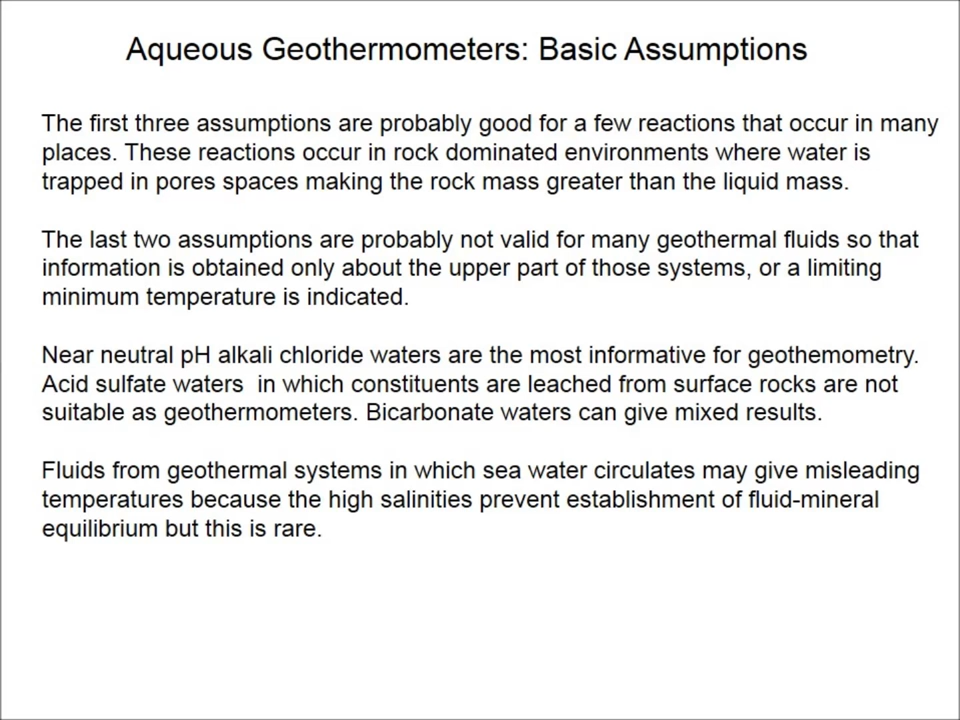 Aqueous Geothermometers: Basic Assumptions
The first three assumptions are probably good for a few reactions that occur in many
places. These reactions occur in rock dominated environments where water is
trapped in pores spaces making the rock mass greater than the liquid mass.
The last two assumptions are probably not valid for many geothermal fluids so that
information is obtained only about the upper part of those systems, or a limiting
minimum temperature is indicated.
Near neutral pH alkali chloride waters are the most informative for geothemometry.
Acid sulfate waters  in which constituents are leached from surface rocks are not
suitable as geothermometers. Bicarbonate waters can give mixed results.
Fluids from geothermal systems in which sea water circulates may give misleading
temperatures because the high salinities prevent establishment of fluid-mineral
equilibrium but this is rare.